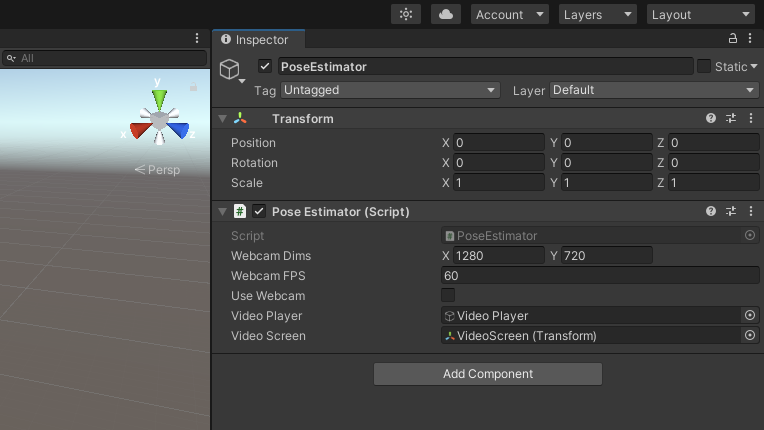 Account Layers Layout
Inspector
All
PoseEstimator Static
Tag Untagged Layer Default
y
x z
Persp
Transform
Position X 0 Y 0 Z 0
Rotation X 0 Y 0 Z 0
Scale X 1 Y 1 Z 1
# Pose Estimator (Script)
Script # PoseEstimator
Webcam Dims X 1280 Y 720
Webcam FPS 60
Use Webcam
Video Player Video Player
Video Screen VideoScreen (Transform)
Add Component